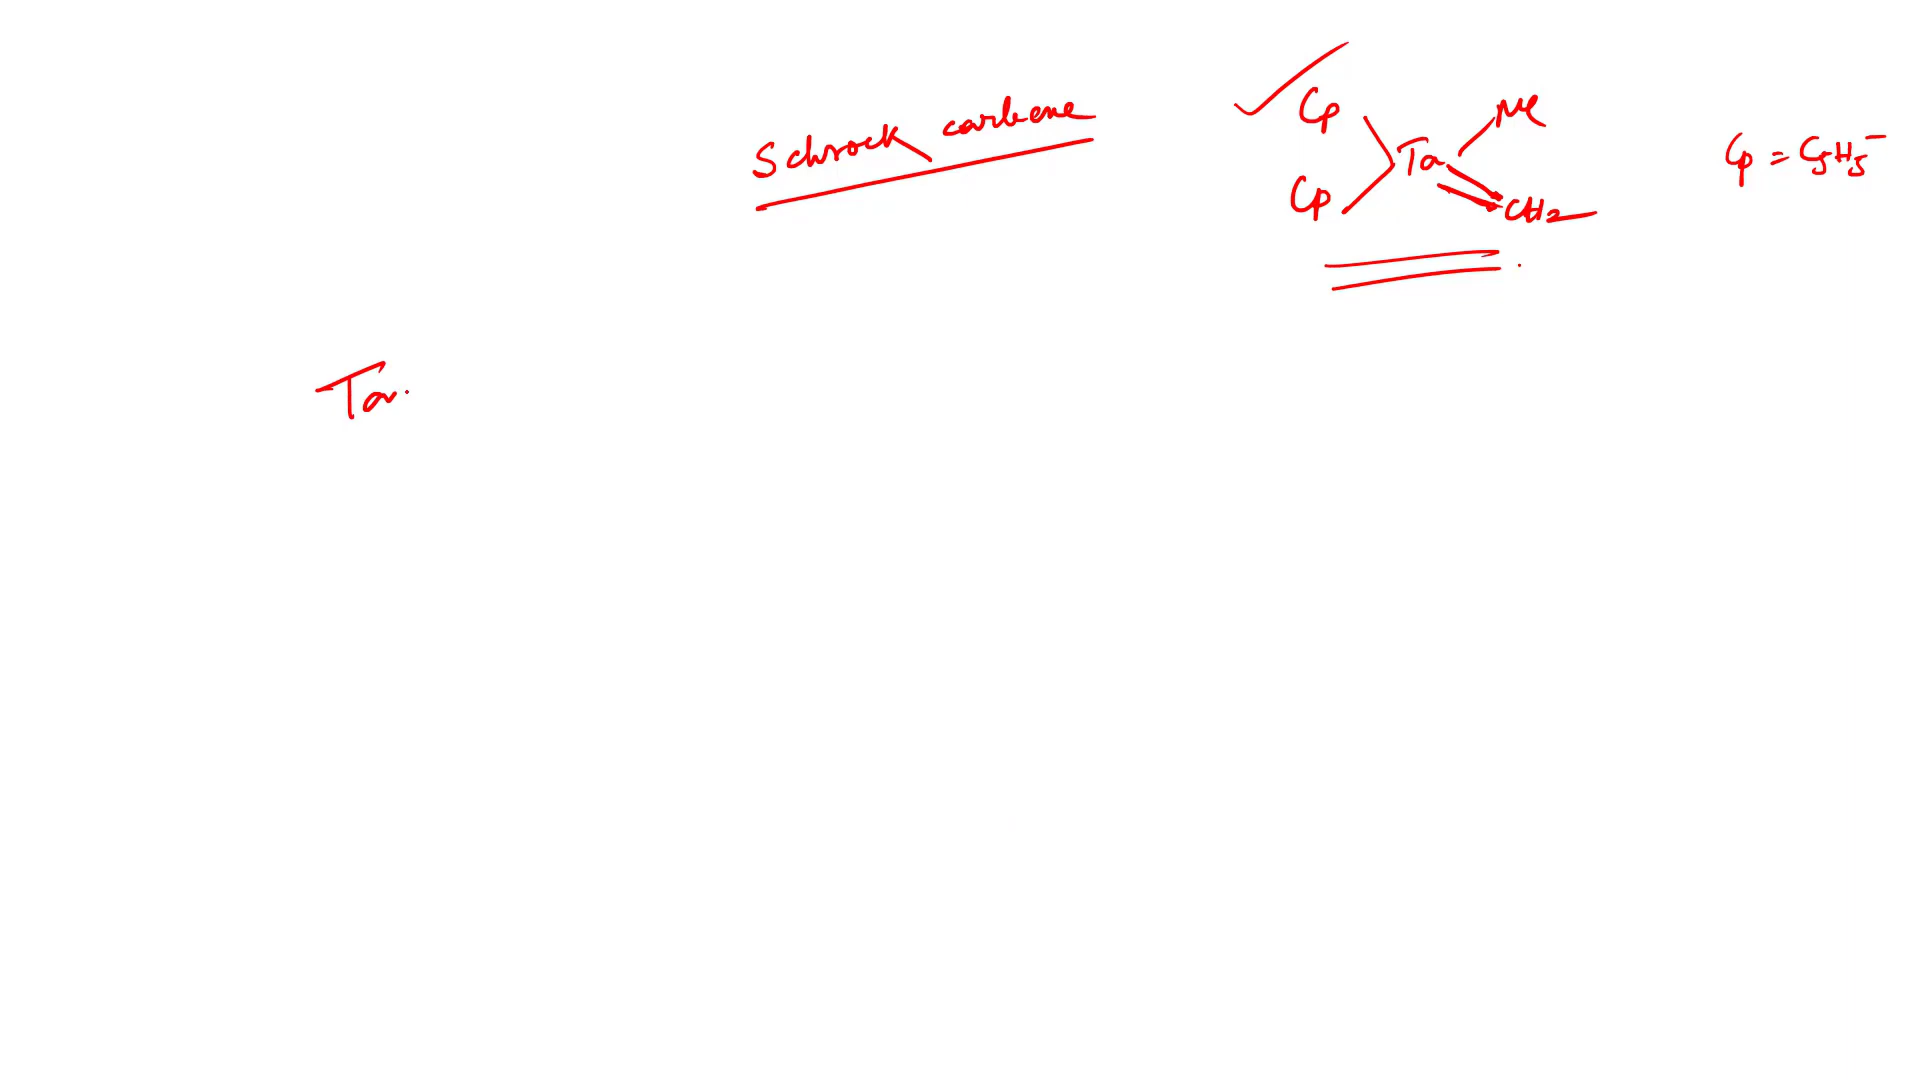 Schrock carbene
Cp Me
Ta
Cp CH2
Cp = C5H5⁻
Ta